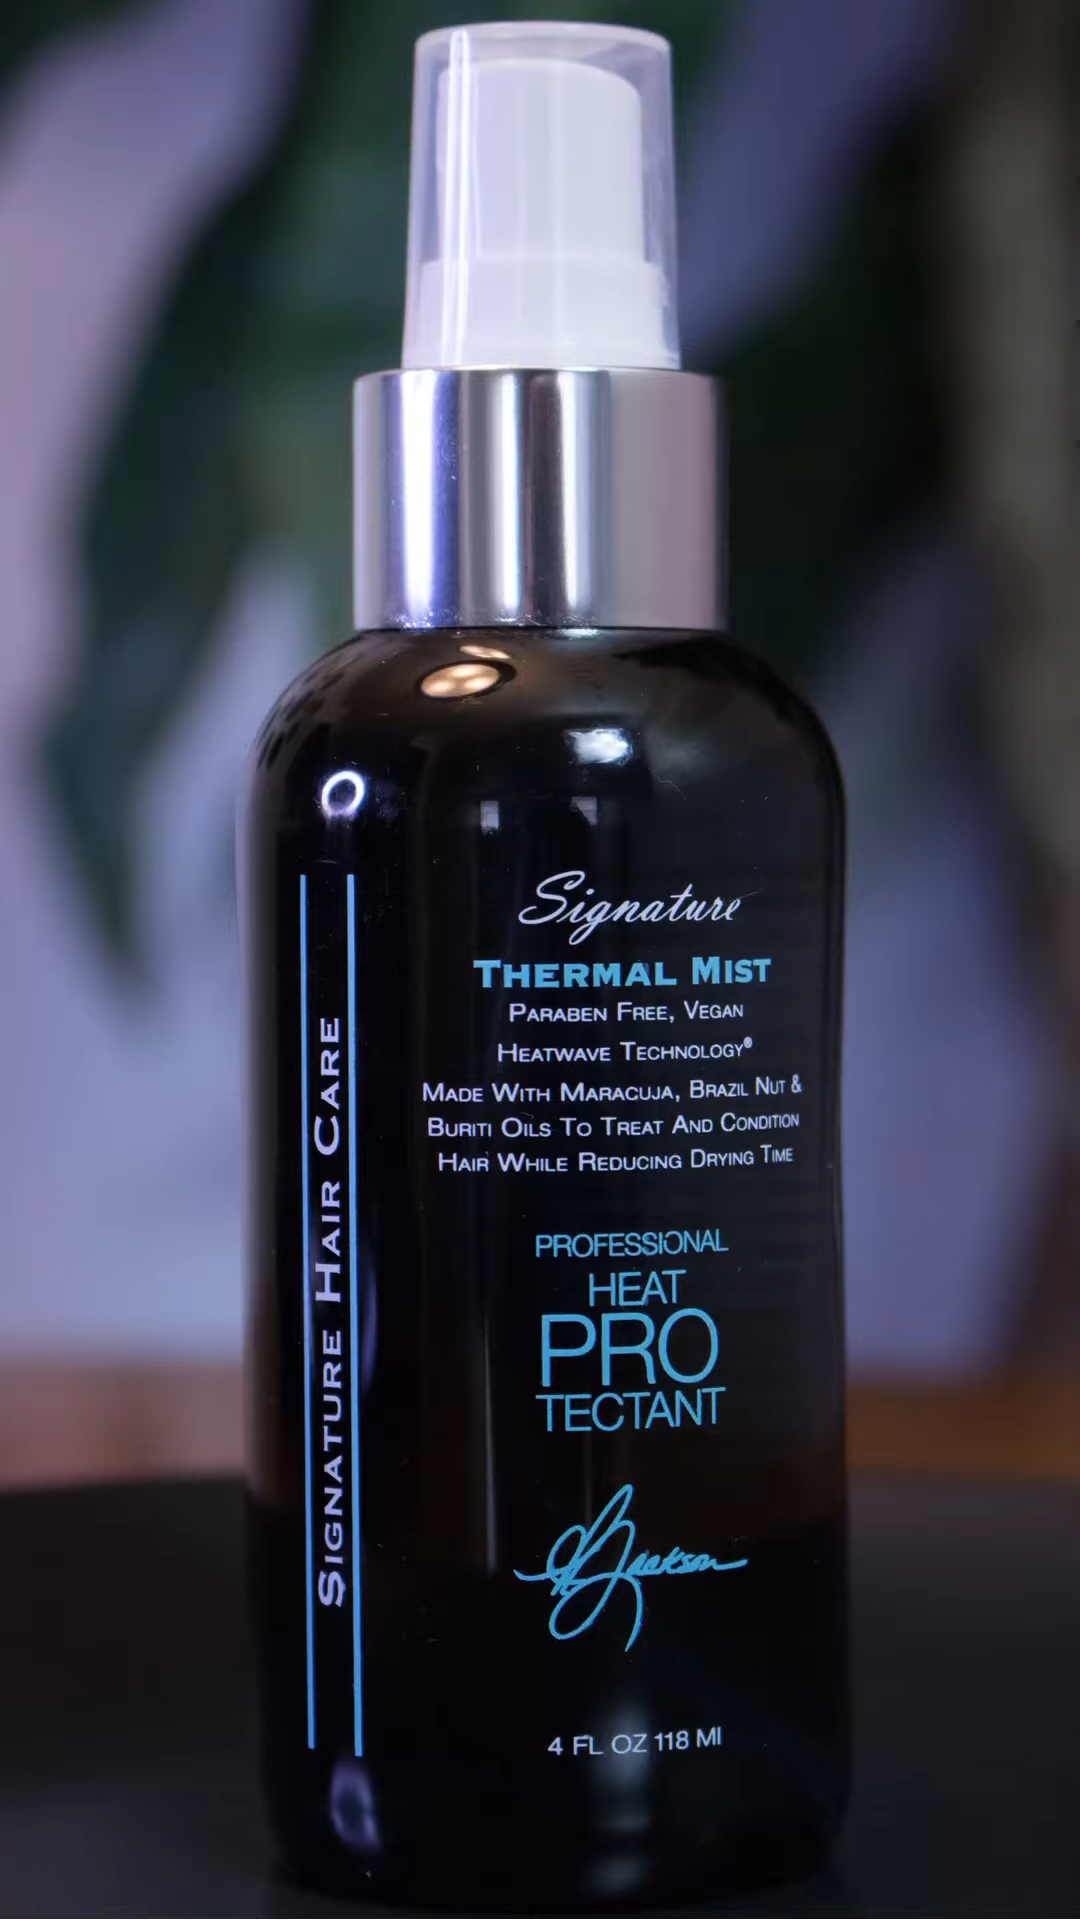 Signature Hair Care
Signature
Thermal Mist
Paraben Free, Vegan
Heatwave Technology®
Made With Maracuja, Brazil Nut &
Buriti Oils To Treat And Condition
Hair While Reducing Drying Time
PROFESSIONAL
HEAT
PRO
TECTANT
4 FL OZ 118 Ml